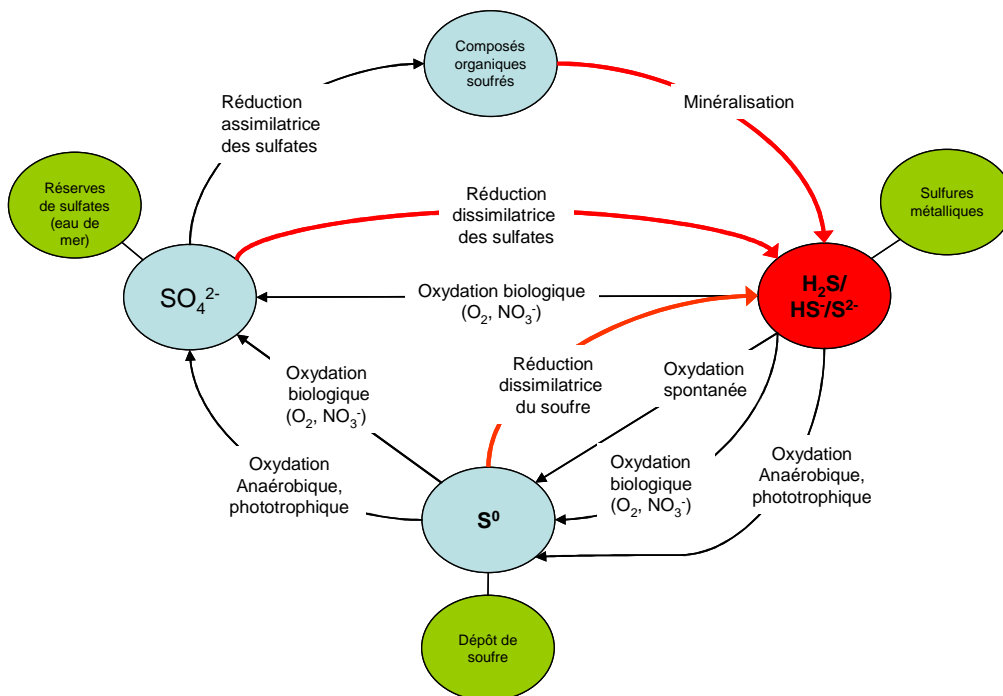 Composés
organiques
soufrés
Réduction
assimilatrice
des sulfates
Minéralisation
Réserves
de sulfates
(eau de
mer)
Réduction
dissimilatrice
des sulfates
Sulfures
métalliques
SO₄²⁻
Oxydation biologique
(O₂, NO₃⁻)
H₂S/
HS⁻/S²⁻
Oxydation
biologique
(O₂, NO₃⁻)
Réduction
dissimilatrice
du soufre
Oxydation
spontanée
Oxydation
Anaérobique,
phototrophique
Oxydation
biologique
(O₂, NO₃⁻)
Oxydation
Anaérobique,
phototrophique
S⁰
Dépôt de
soufre